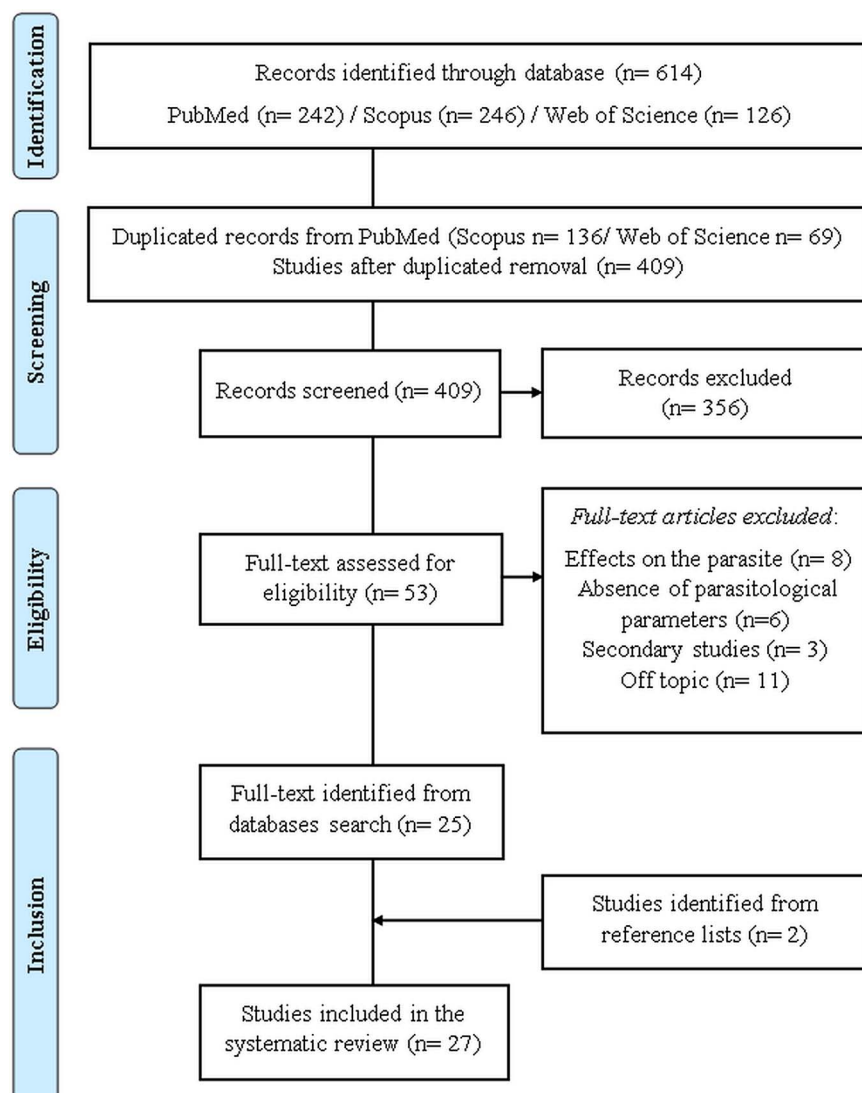 Identification
Records identified through database (n= 614)
PubMed (n= 242) / Scopus (n= 246) / Web of Science (n= 126)
Screening
Duplicated records from PubMed (Scopus n= 136/ Web of Science n= 69)
Studies after duplicated removal (n= 409)
Records screened (n= 409)
Records excluded
(n= 356)
Eligibility
Full-text assessed for
eligibility (n= 53)
Full-text articles excluded:
Effects on the parasite (n= 8)
Absence of parasitological
parameters (n=6)
Secondary studies (n= 3)
Off topic (n= 11)
Inclusion
Full-text identified from
databases search (n= 25)
Studies identified from
reference lists (n= 2)
Studies included in the
systematic review (n= 27)